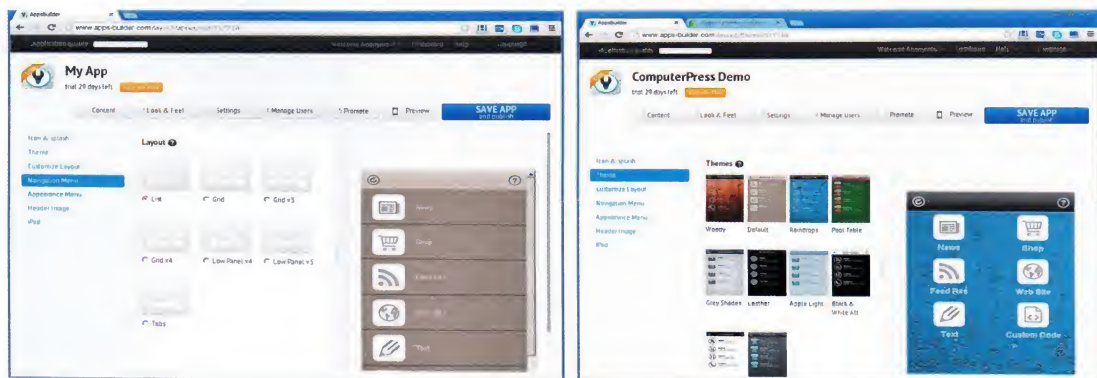 AppsBuilder
www.apps-builder.com
My App
trial 29 days left
Content Look & Feel Settings Manage Users Promote Preview SAVE APP
and publish
Icon & splash
Theme
Customize Layout
Navigation Menu
Appearance Menu
Header Image
iPad
Layout
List Grid Grid x3
Grid x4 Low Panel x4 Low Panel x5
Tabs
News
Shop
Text
AppsBuilder
www.apps-builder.com
Welcome Anonymous Dashboard Help
ComputerPress Demo
trial 29 days left
Content Look & Feel Settings Manage Users Promote Preview SAVE APP
and publish
Icon & splash
Theme
Customize Layout
Navigation Menu
Appearance Menu
Header Image
iPad
Themes
Woody Default Raindrops Pool Table
Grey Shades Leather Apple Light Black &
White Alt
News Shop
Feed Rss Web Site
Text Custom Code